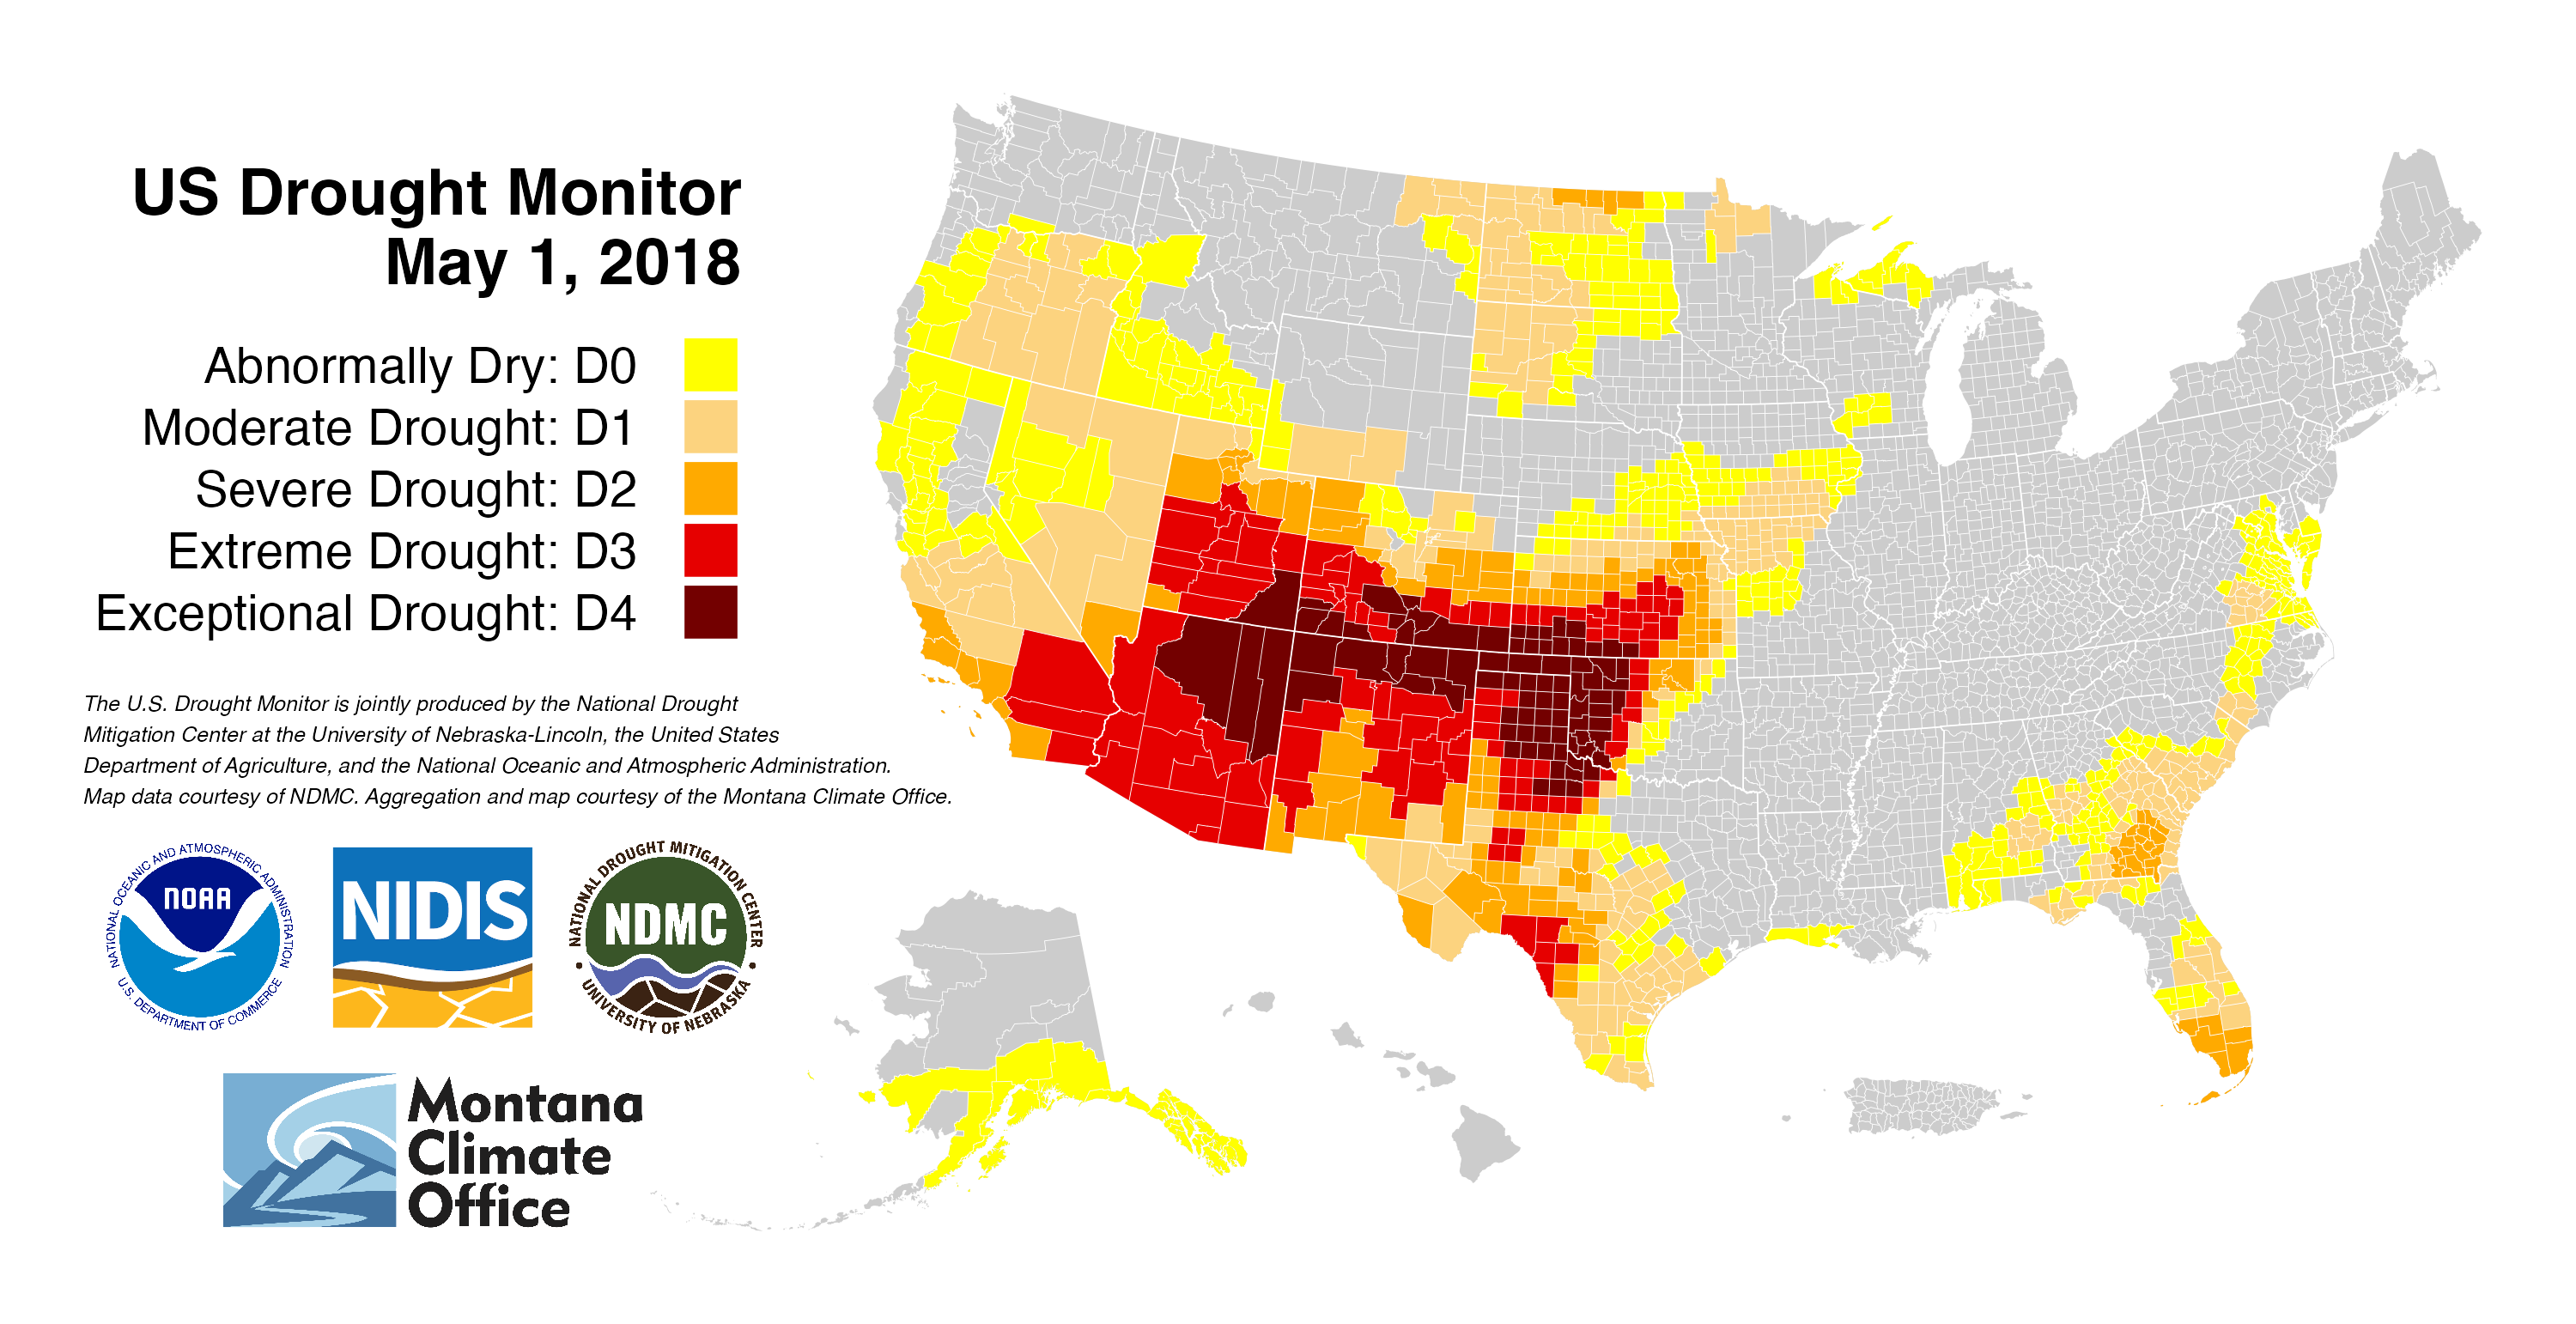 US Drought Monitor
May 1, 2018
Abnormally Dry: D0
Moderate Drought: D1
Severe Drought: D2
Extreme Drought: D3
Exceptional Drought: D4
The U.S. Drought Monitor is jointly produced by the National Drought
Mitigation Center at the University of Nebraska-Lincoln, the United States
Department of Agriculture, and the National Oceanic and Atmospheric Administration.
Map data courtesy of NDMC. Aggregation and map courtesy of the Montana Climate Office.
NATIONAL OCEANIC AND ATMOSPHERIC ADMINISTRATION
NOAA
U.S. DEPARTMENT OF COMMERCE
NIDIS
NATIONAL DROUGHT MITIGATION CENTER
NDMC
UNIVERSITY OF NEBRASKA
Montana
Climate
Office